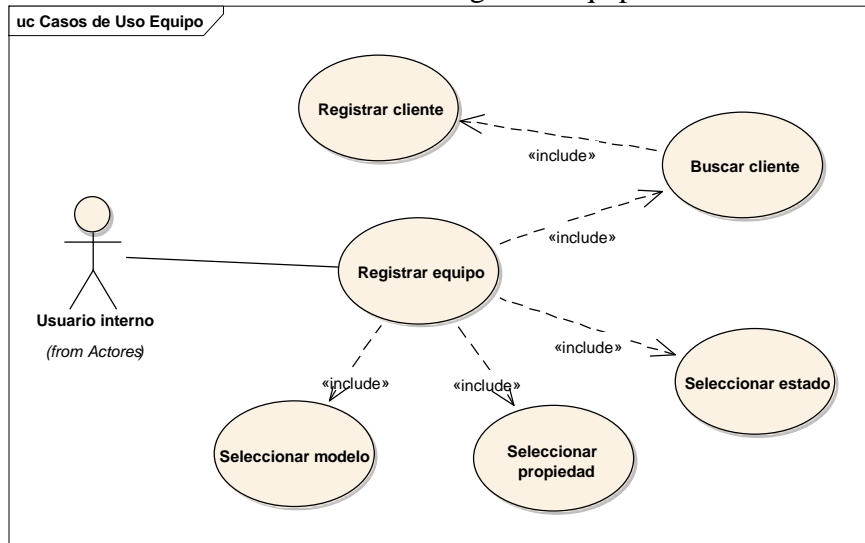 uc Casos de Uso Equipo
Registrar cliente
Buscar cliente
«include»
«include»
Registrar equipo
Usuario interno
(from Actores)
«include»
Seleccionar estado
«include»
«include»
Seleccionar modelo
Seleccionar
propiedad